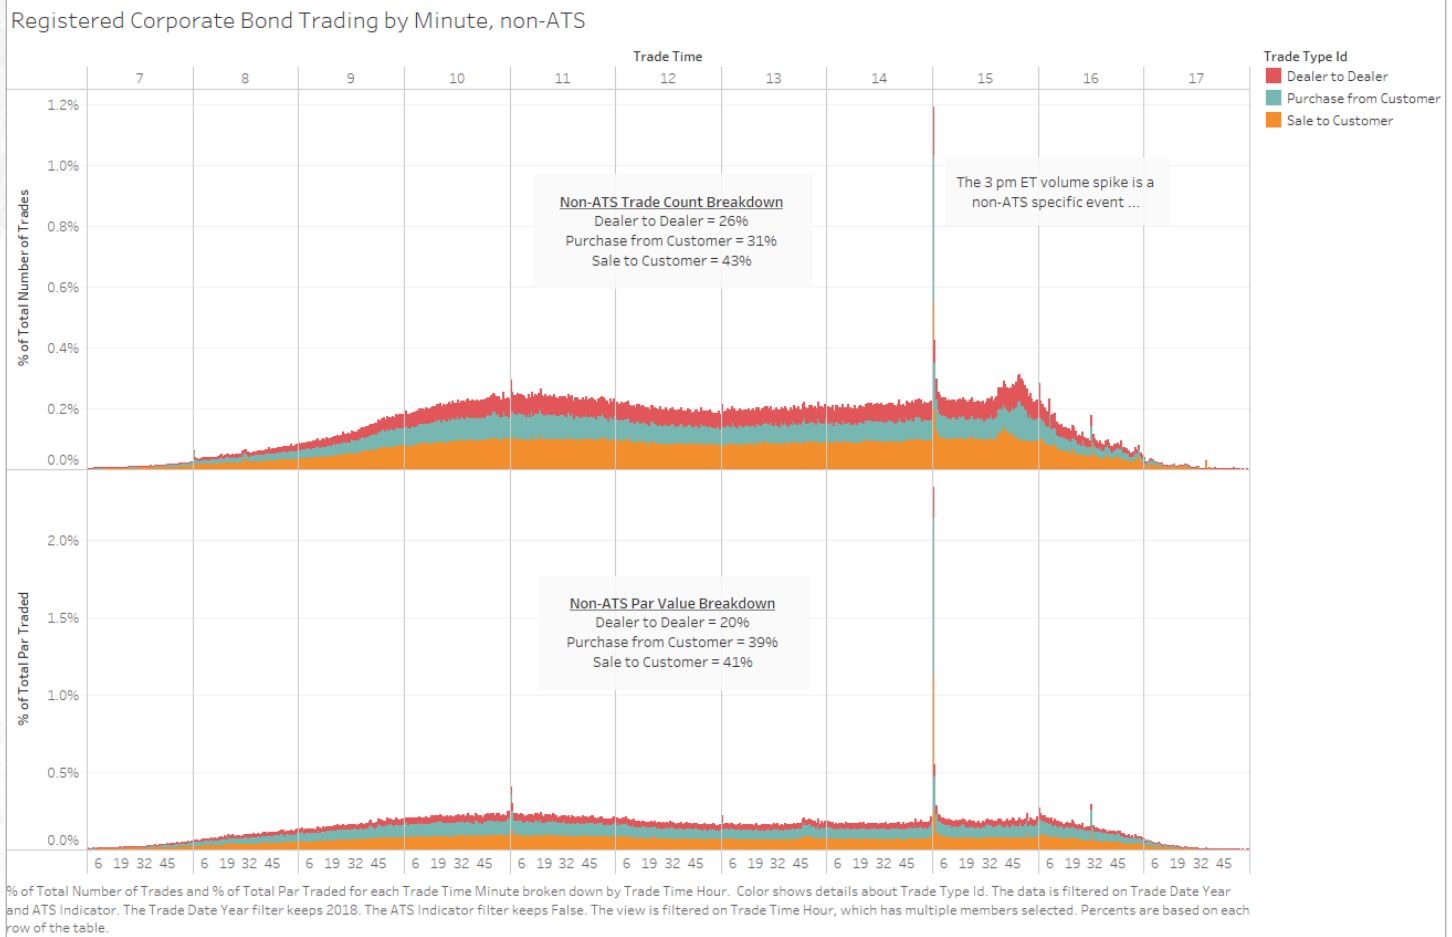 Registered Corporate Bond Trading by Minute, non-ATS
Trade Time
7 8 9 10 11 12 13 14 15 16 17
Trade Type Id
Dealer to Dealer
Purchase from Customer
Sale to Customer
% of Total Number of Trades
1.2%
1.0%
0.8%
0.6%
0.4%
0.2%
0.0%
Non-ATS Trade Count Breakdown
Dealer to Dealer = 26%
Purchase from Customer = 31%
Sale to Customer = 43%
The 3 pm ET volume spike is a
non-ATS specific event ...
% of Total Par Traded
2.0%
1.5%
1.0%
0.5%
0.0%
Non-ATS Par Value Breakdown
Dealer to Dealer = 20%
Purchase from Customer = 39%
Sale to Customer = 41%
6 19 32 45 6 19 32 45 6 19 32 45 6 19 32 45 6 19 32 45 6 19 32 45 6 19 32 45 6 19 32 45 6 19 32 45 6 19 32 45 6 19 32 45
% of Total Number of Trades and % of Total Par Traded for each Trade Time Minute broken down by Trade Time Hour. Color shows details about Trade Type Id. The data is filtered on Trade Date Year
and ATS Indicator. The Trade Date Year filter keeps 2018. The ATS Indicator filter keeps False. The view is filtered on Trade Time Hour, which has multiple members selected. Percents are based on each
row of the table.